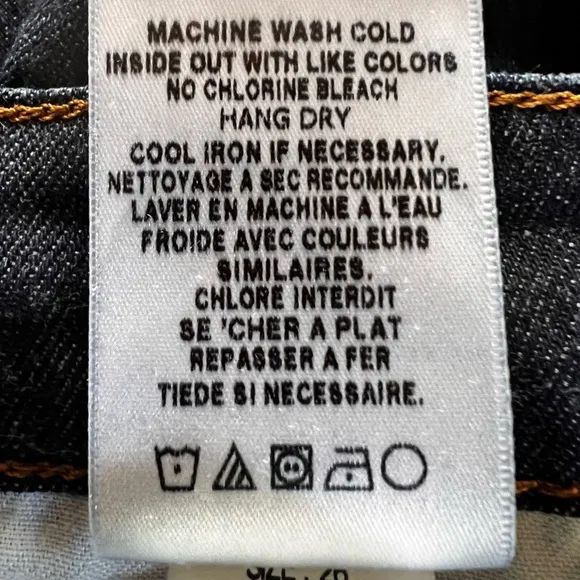 MACHINE WASH COLD
INSIDE OUT WITH LIKE COLORS
NO CHLORINE BLEACH
HANG DRY
COOL IRON IF NECESSARY.
NETTOYAGE A SEC RECOMMANDE.
LAVER EN MACHINE A L'EAU
FROIDE AVEC COULEURS
SIMILAIRES.
CHLORE INTERDIT
SE 'CHER A PLAT
REPASSER A FER
TIEDE SI NECESSAIRE.